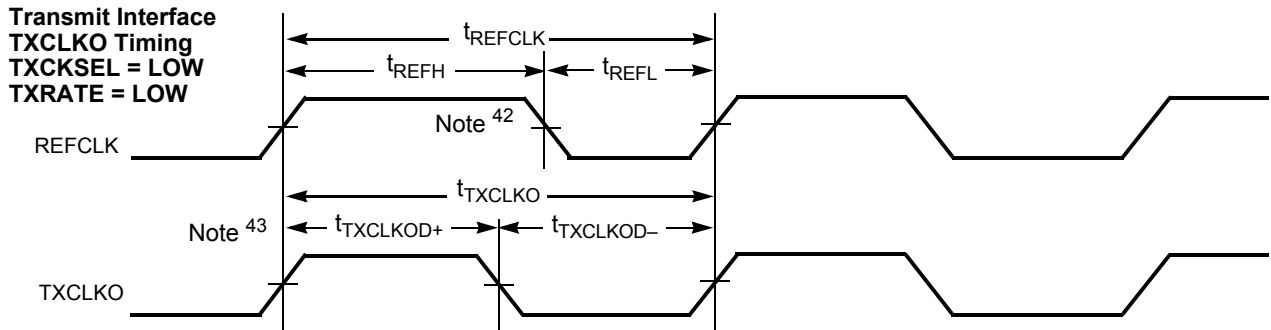 Transmit Interface
TXCLKO Timing
TXCKSEL = LOW
TXRATE = LOW
tREFCLK
tREFH
tREFL
Note 42
REFCLK
tTXCLKO
Note 43
tTXCLKOD+
tTXCLKOD–
TXCLKO